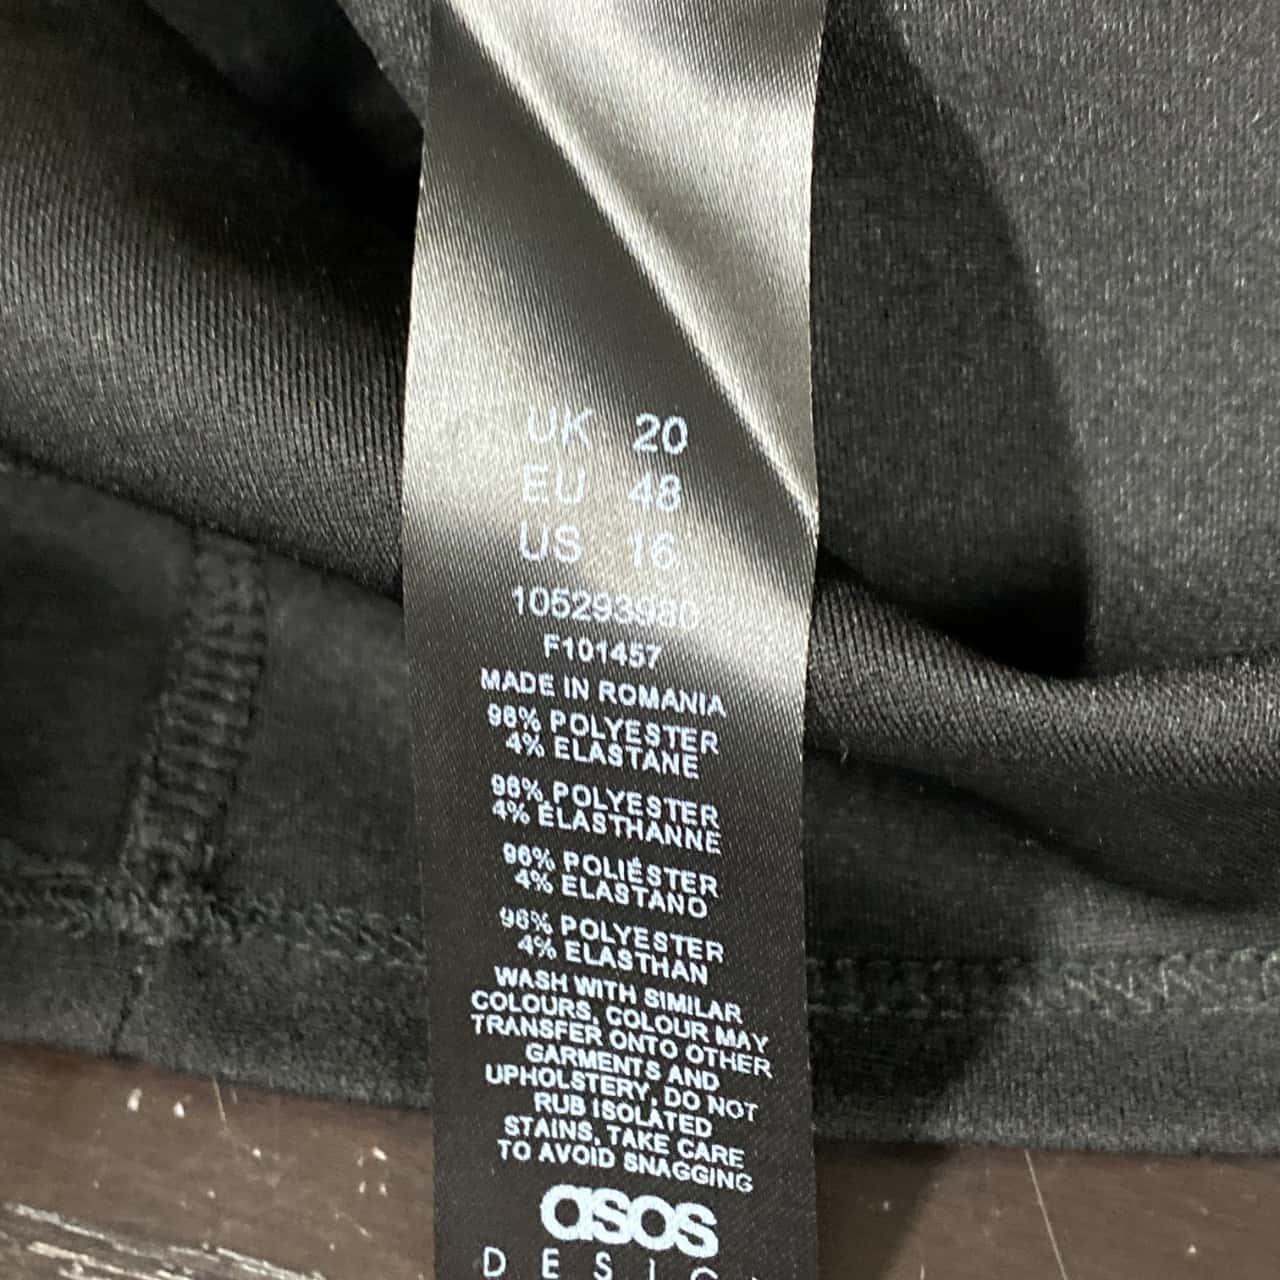 UK 20
EU 48
US 16
F101457
MADE IN ROMANIA
96% POLYESTER
4% ELASTANE
96% POLYESTER
4% ÉLASTHANNE
96% POLIÉSTER
4% ELASTANO
96% POLYESTER
4% ELASTHAN
WASH WITH SIMILAR
COLOURS, COLOUR MAY
TRANSFER ONTO OTHER
GARMENTS AND
UPHOLSTERY, DO NOT
RUB ISOLATED
STAINS, TAKE CARE
TO AVOID SNAGGING
asos